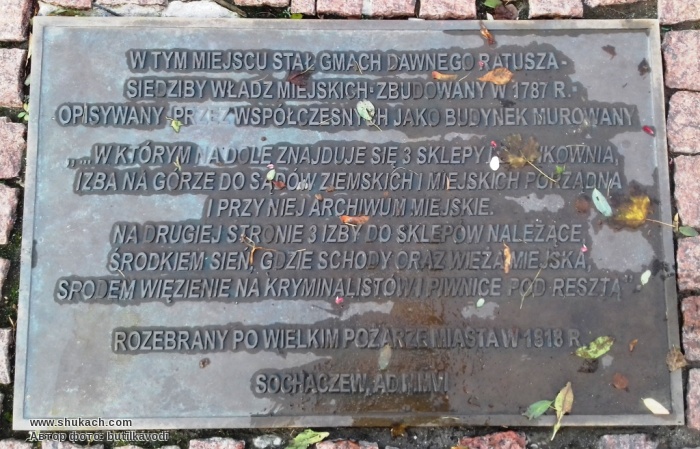 W TYM MIEJSCU STAŁ GMACH DAWNEGO RATUSZA -
SIEDZIBY WŁADZ MIEJSKICH ZBUDOWANY W 1787 R.
OPISYWANY PRZEZ WSPÓŁCZESNYCH JAKO BUDYNEK MUROWANY
„...W KTÓRYM NA DOLE ZNAJDUJE SIĘ 3 SKLEPY I
IZBA NA GÓRZE DO SĄDÓW ZIEMSKICH I MIEJSKICH PORZĄDNA
I PRZY NIEJ ARCHIWUM MIEJSKIE.
NA DRUGIEJ STRONIE 3 IZBY DO SKLEPÓW NALEŻĄCE,
ŚRODKIEM SIEŃ, GDZIE SCHODY ORAZ WIEŻA MIEJSKA,
SPODEM WIĘZIENIE NA KRYMINALISTÓW I PIWNICE POD RESZTĄ"
ROZEBRANY PO WIELKIM POŻARZE MIASTA W R.
SOCHACZEW, AD MMVI
www.shukach.com
Автор фото: butilkavodi